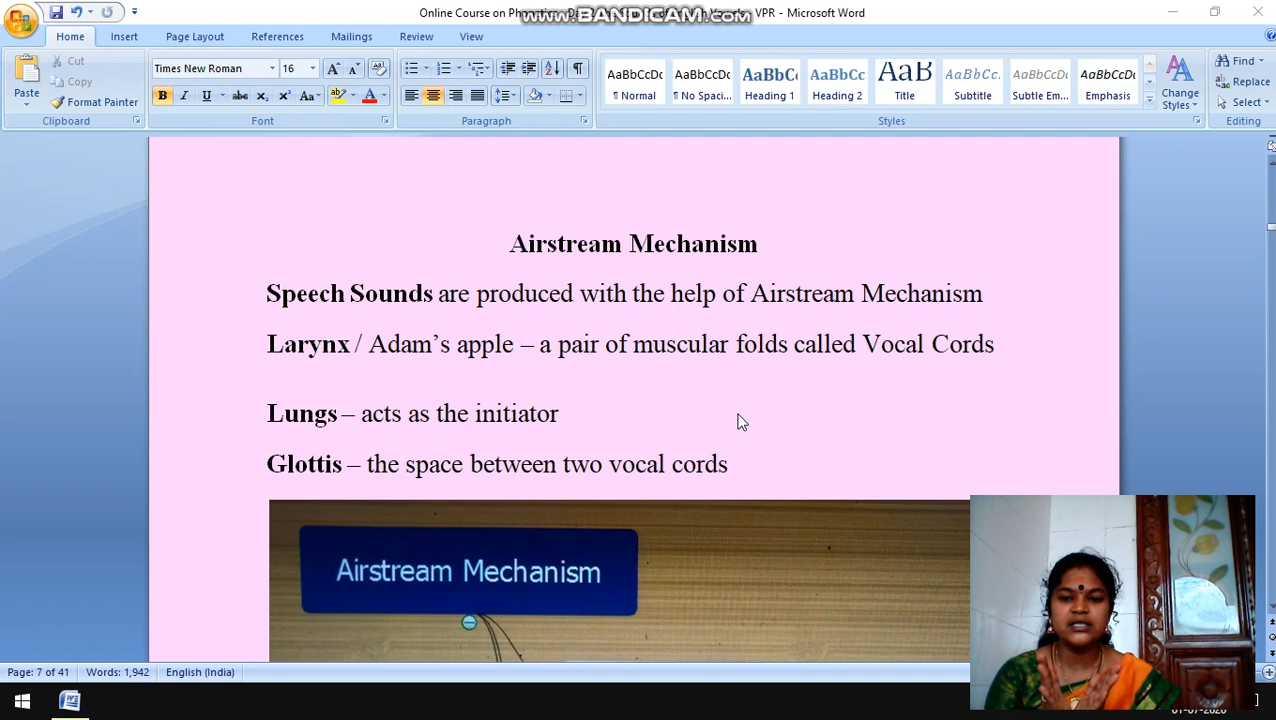 Online Course on Ph
www.BANDICAM.com
VPR - Microsoft Word
Home Insert Page Layout References Mailings Review View
Cut
Copy
Format Painter
Paste
Clipboard
Times New Roman 16
Font
Paragraph
AaBbCcDc AaBbCcDc AaBbCc AaBbCc AaB AaBbCc. AaBbCcDc AaBbCcDc
¶ Normal ¶ No Spaci... Heading 1 Heading 2 Title Subtitle Subtle Em... Emphasis
Change
Styles
Styles
Find
Replace
Select
Editing
Airstream Mechanism
Speech Sounds are produced with the help of Airstream Mechanism
Larynx / Adam’s apple – a pair of muscular folds called Vocal Cords
Lungs – acts as the initiator
Glottis – the space between two vocal cords
Airstream Mechanism
Page: 7 of 41 Words: 1,942 English (India)
01-07-2020